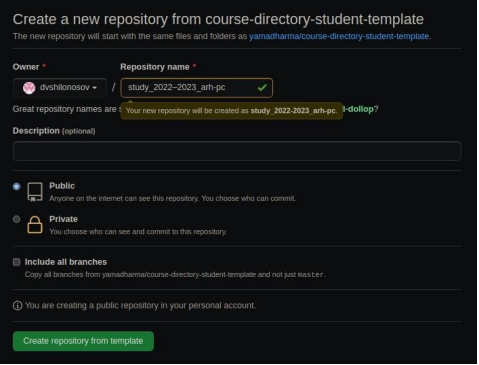 Create a new repository from course-directory-student-template
The new repository will start with the same files and folders as yamadharma/course-directory-student-template.
Owner * Repository name *
dvshilonosov / study_2022–2023_arh-pc
Great repository names are s l-dollop?
Your new repository will be created as study_2022-2023_arh-pc.
Description (optional)
Public
Anyone on the internet can see this repository. You choose who can commit.
Private
You choose who can see and commit to this repository.
Include all branches
Copy all branches from yamadharma/course-directory-student-template and not just master.
You are creating a public repository in your personal account.
Create repository from template